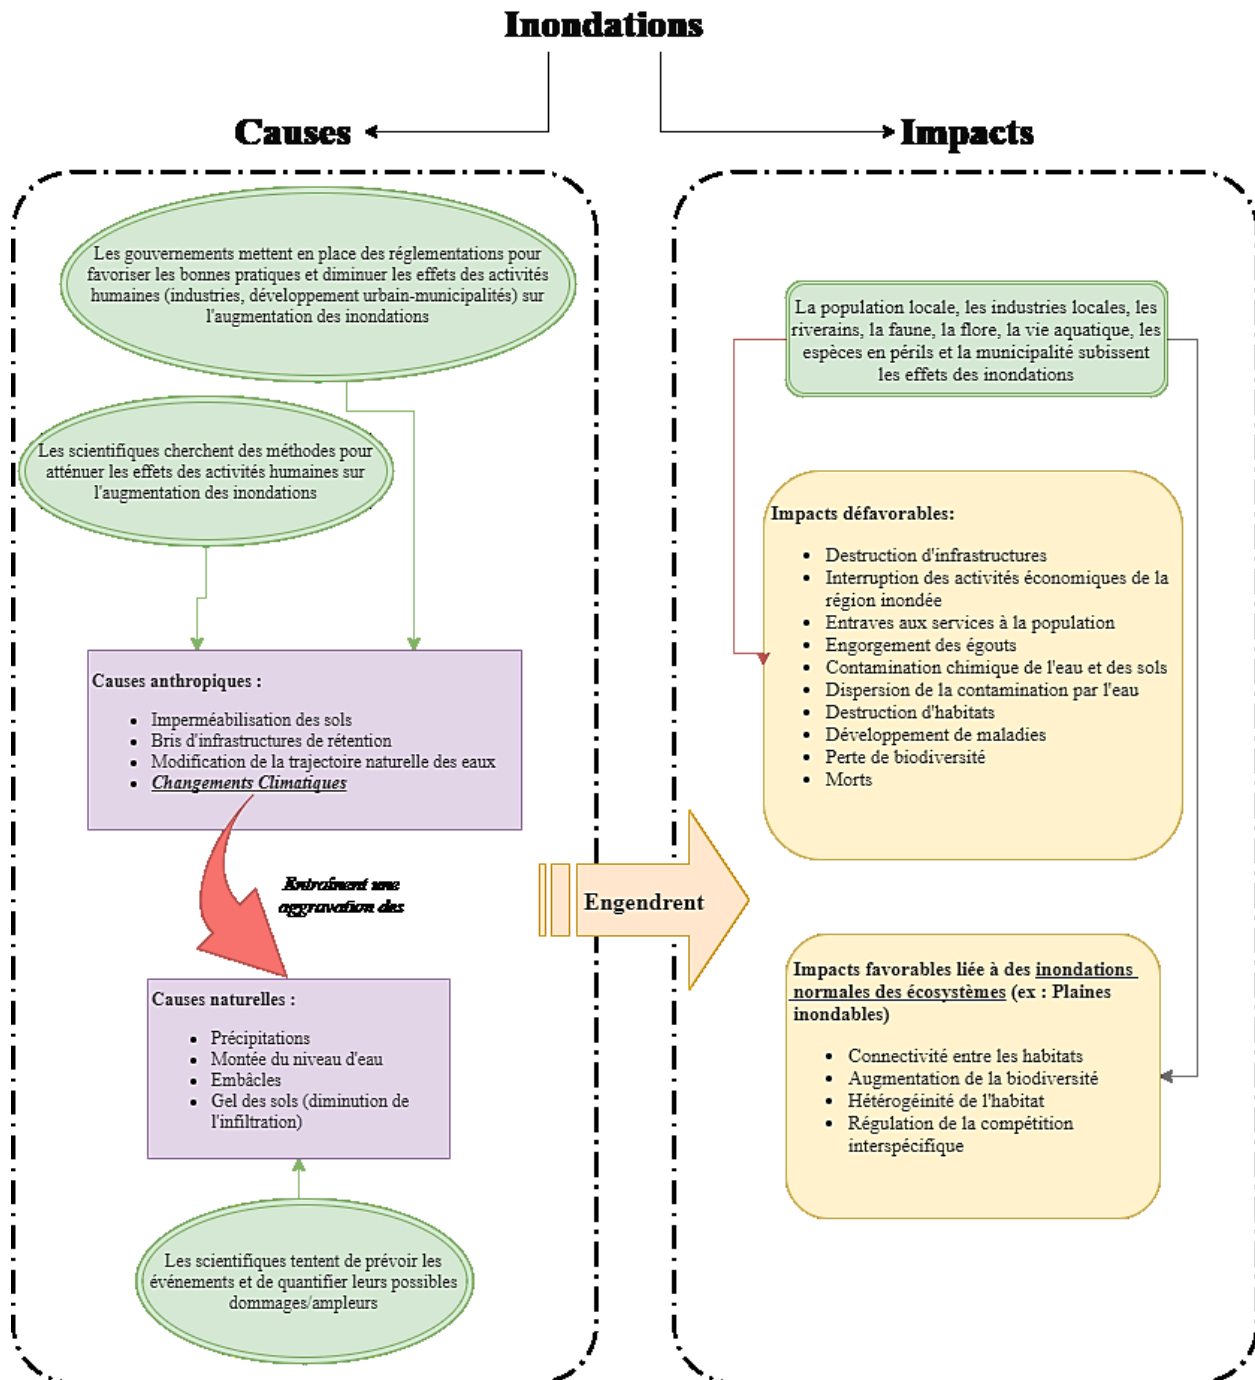 Inondations
Causes
Impacts
Les gouvernements mettent en place des réglementations pour
favoriser les bonnes pratiques et diminuer les effets des activités
humaines (industries, développement urbain-municipalités) sur
l'augmentation des inondations
Les scientifiques cherchent des méthodes pour
atténuer les effets des activités humaines sur
l'augmentation des inondations
Causes anthropiques :
• Imperméabilisation des sols
• Bris d'infrastructures de rétention
• Modification de la trajectoire naturelle des eaux
• Changements Climatiques
Entraînent une
aggravation des
Causes naturelles :
• Précipitations
• Montée du niveau d'eau
• Embâcles
• Gel des sols (diminution de
l'infiltration)
Les scientifiques tentent de prévoir les
événements et de quantifier leurs possibles
dommages/ampleurs
Engendrent
La population locale, les industries locales, les
riverains, la faune, la flore, la vie aquatique, les
espèces en périls et la municipalité subissent
les effets des inondations
Impacts défavorables:
• Destruction d'infrastructures
• Interruption des activités économiques de la
région inondée
• Entraves aux services à la population
• Engorgement des égouts
• Contamination chimique de l'eau et des sols
• Dispersion de la contamination par l'eau
• Destruction d'habitats
• Développement de maladies
• Perte de biodiversité
• Morts
Impacts favorables liée à des inondations
normales des écosystèmes (ex : Plaines
inondables)
• Connectivité entre les habitats
• Augmentation de la biodiversité
• Hétérogéinité de l'habitat
• Régulation de la compétition
interspécifique